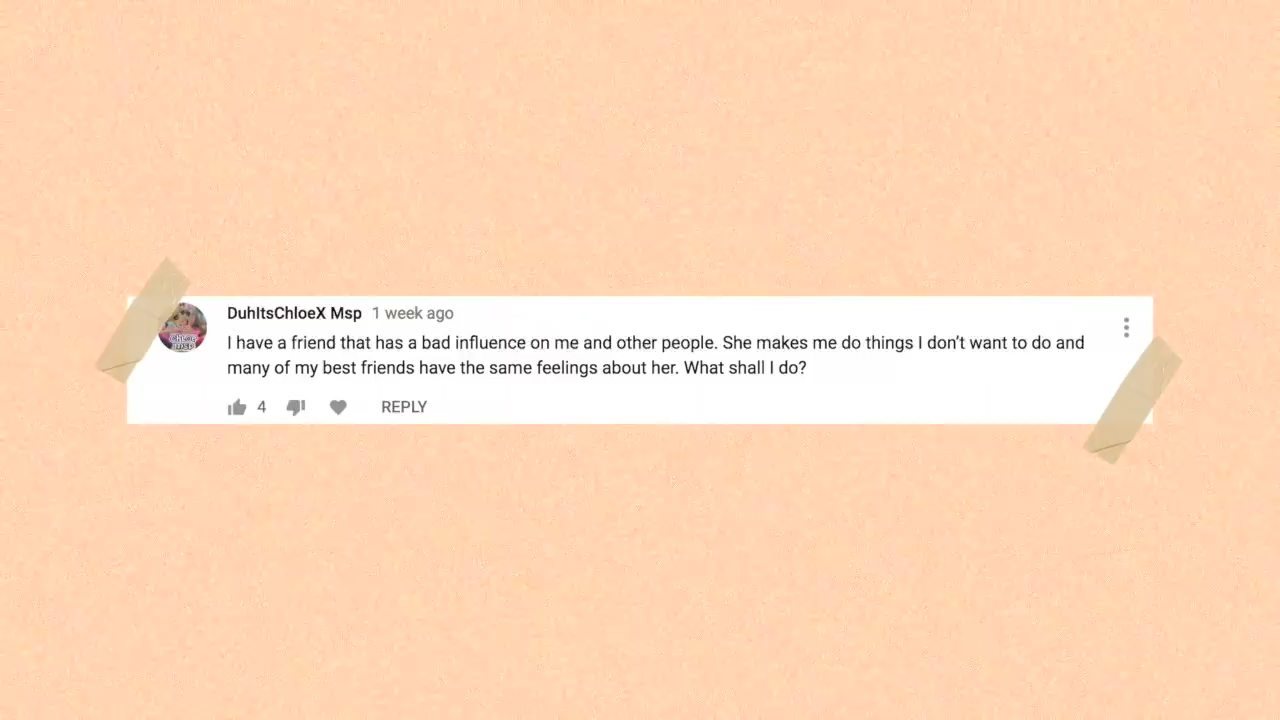 DuhItsChloeX Msp 1 week ago
I have a friend that has a bad influence on me and other people. She makes me do things I don’t want to do and
many of my best friends have the same feelings about her. What shall I do?
4 REPLY